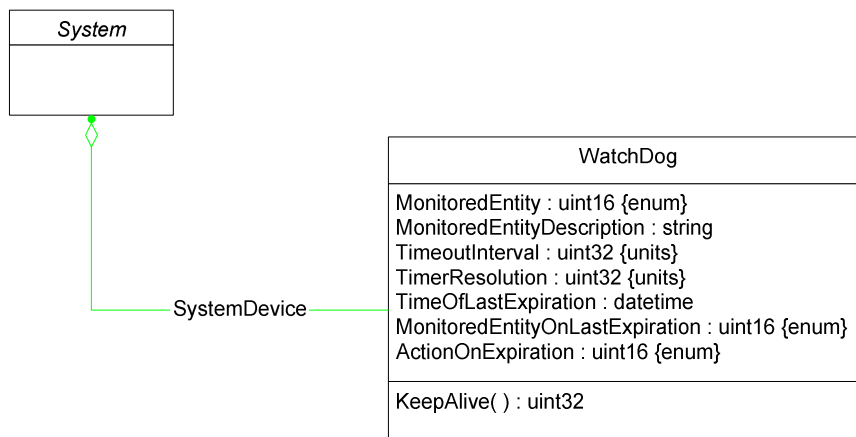 System
WatchDog
MonitoredEntity : uint16 {enum}
MonitoredEntityDescription : string
TimeoutInterval : uint32 {units}
TimerResolution : uint32 {units}
TimeOfLastExpiration : datetime
MonitoredEntityOnLastExpiration : uint16 {enum}
ActionOnExpiration : uint16 {enum}
SystemDevice
KeepAlive( ) : uint32